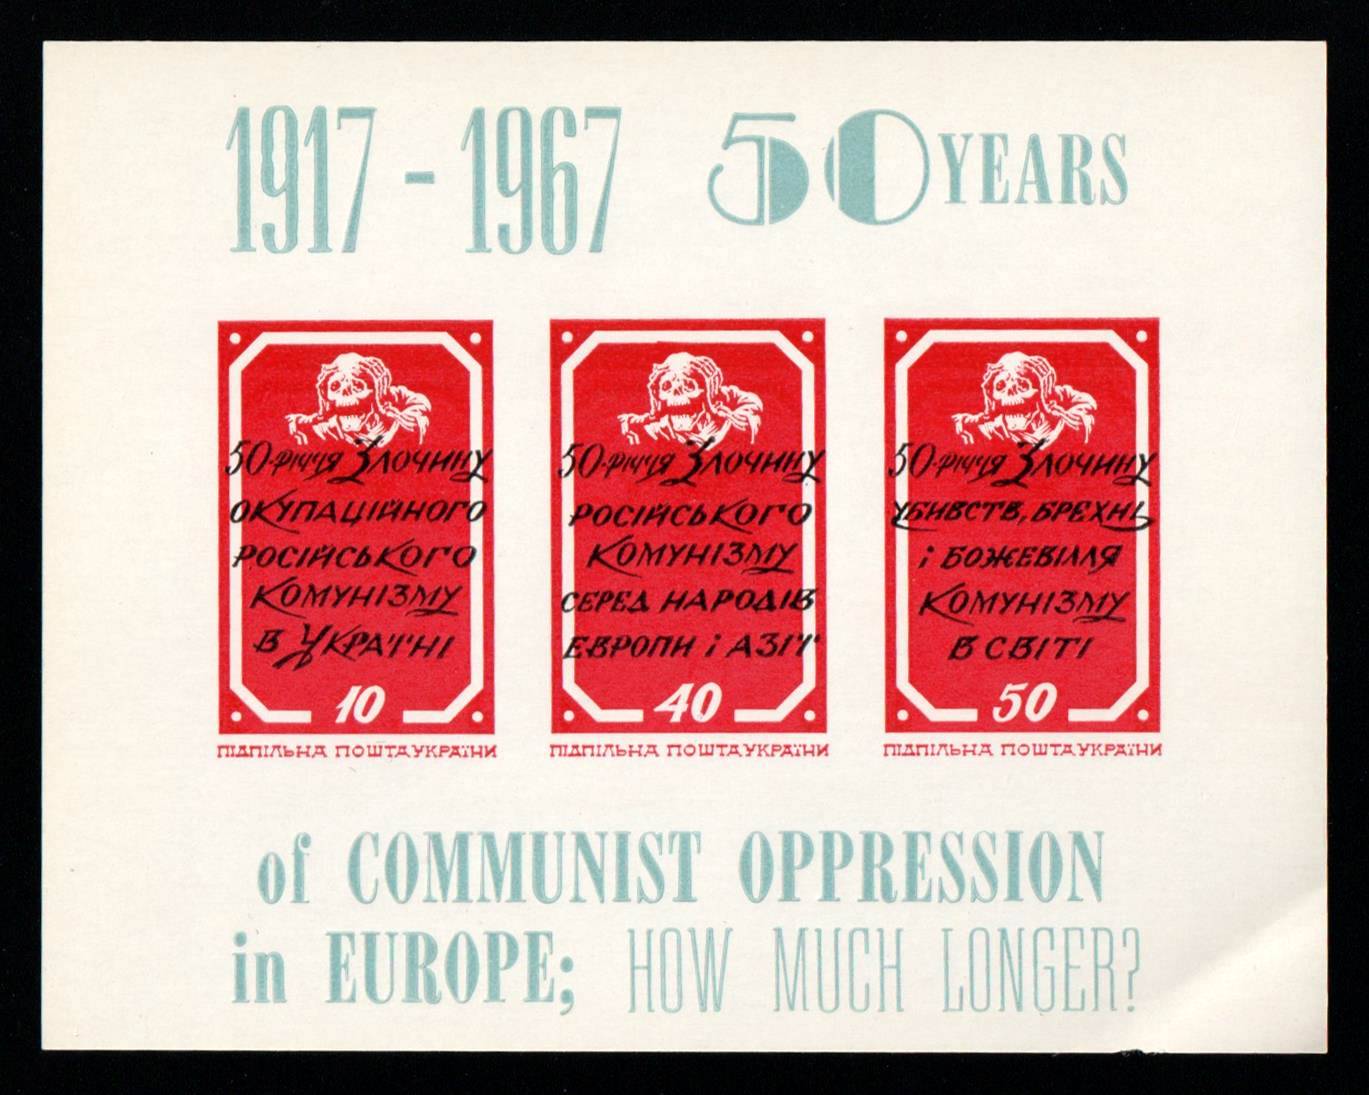 1917 - 1967 50 YEARS
50-річчя Злочину
окупаційного
російського
Комунізму
в Україні
10
ПІДПІЛЬНА ПОШТА УКРАЇНИ
50-річчя Злочину
російського
Комунізму
серед народів
Европи і Азії
40
ПІДПІЛЬНА ПОШТА УКРАЇНИ
50-річчя Злочину
убивств, брехнь
і божевілля
Комунізму
в світі
50
ПІДПІЛЬНА ПОШТА УКРАЇНИ
of COMMUNIST OPPRESSION
in EUROPE; HOW MUCH LONGER?